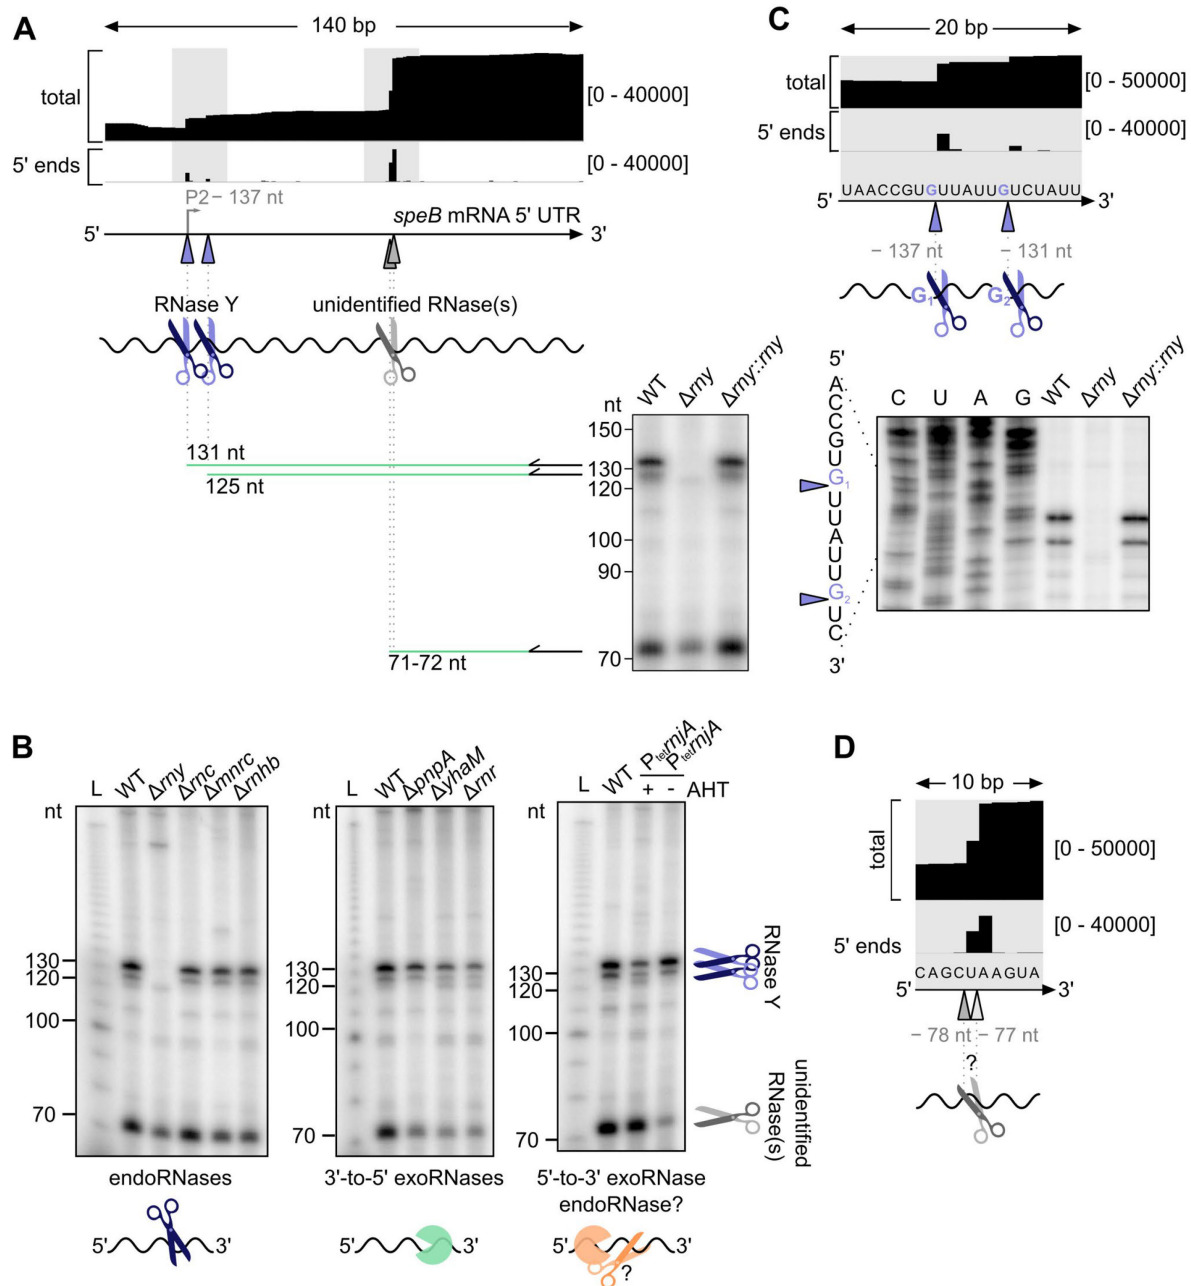 A
140 bp
total
[0 - 40000]
5' ends
[0 - 40000]
P2 – 137 nt
speB mRNA 5' UTR
5'
3'
RNase Y
unidentified RNase(s)
131 nt
125 nt
71-72 nt
nt
WT
Δrny
Δrny::rny
150
130
120
100
90
70
C
20 bp
total
[0 - 50000]
5' ends
[0 - 40000]
UAACCGUGUUAUUGUCUAUU
5'
3'
– 137 nt
– 131 nt
G1
G2
5'
A
C
C
G
U
G1
U
U
A
U
U
G2
U
C
3'
C U A G WT Δrny Δrny::rny
B
nt
L WT Δrny Δrnc Δmnrc Δrnhb
130
120
100
70
endoRNases
5'
3'
nt
L WT ΔpnpA ΔyhaM Δrnr
130
120
100
70
3'-to-5' exoRNases
5'
3'
nt
L WT PtetrnjA PtetrnjA
+ - AHT
130
120
100
70
5'-to-3' exoRNase
endoRNase?
5'
3'
?
RNase Y
unidentified
RNase(s)
D
10 bp
total
[0 - 50000]
5' ends
[0 - 40000]
CAGCUAAGUA
5'
3'
– 78 nt
– 77 nt
?